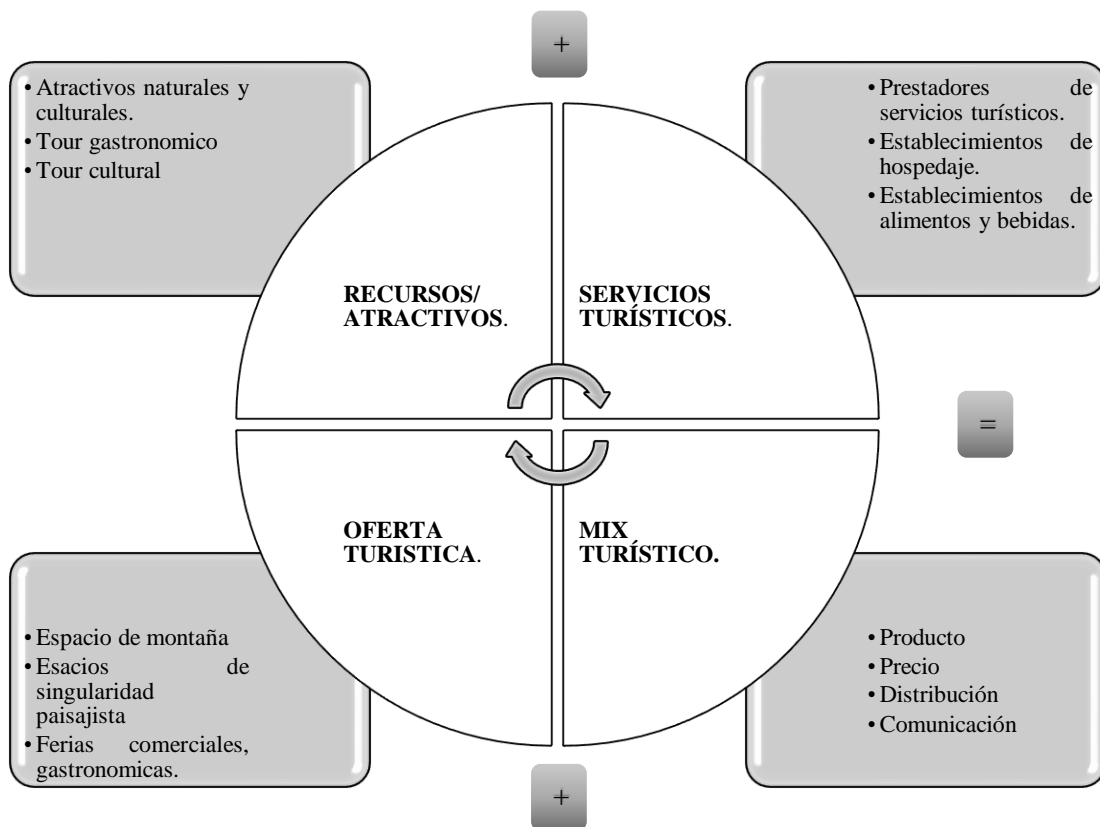 +
• Atractivos naturales y
culturales.
• Tour gastronomico
• Tour cultural
• Prestadores de
servicios turísticos.
• Establecimientos de
hospedaje.
• Establecimientos de
alimentos y bebidas.
RECURSOS/
ATRACTIVOS.
SERVICIOS
TURÍSTICOS.
=
OFERTA
TURISTICA.
MIX
TURÍSTICO.
• Espacio de montaña
• Esacios de
singularidad
paisajista
• Ferias comerciales,
gastronomicas.
• Producto
• Precio
• Distribución
• Comunicación
+